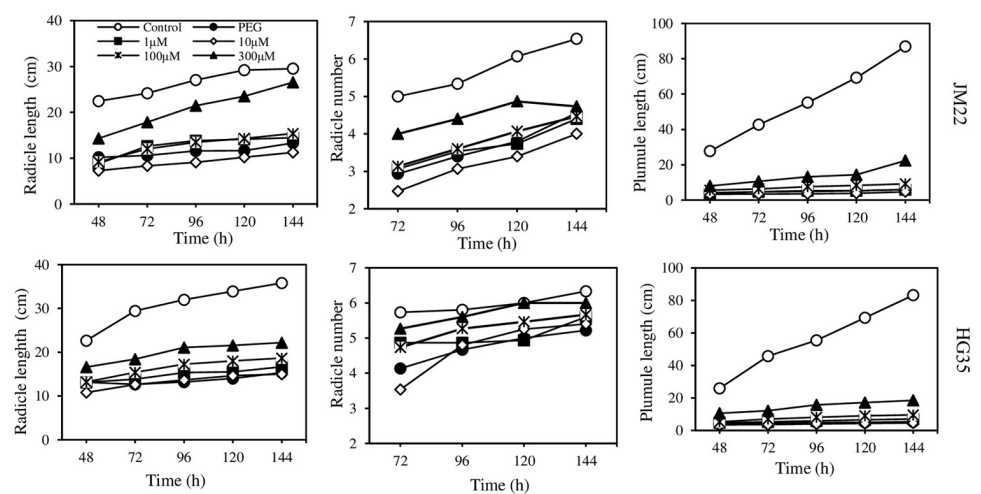 40
30
20
10
0
Radicle length (cm)
Control
PEG
1μM
10μM
100μM
300μM
48 72 96 120 144
Time (h)
7
6
5
4
3
2
Radicle number
72 96 120 144
Time (h)
100
80
60
40
20
0
Plumule length (cm)
48 72 96 120 144
Time (h)
JM22
40
30
20
10
0
Radicle lenghth (cm)
48 72 96 120 144
Time (h)
7
6
5
4
3
2
Radicle number
72 96 120 144
Time (h)
100
80
60
40
20
0
Plumule length (cm)
48 72 96 120 144
Time (h)
HG35